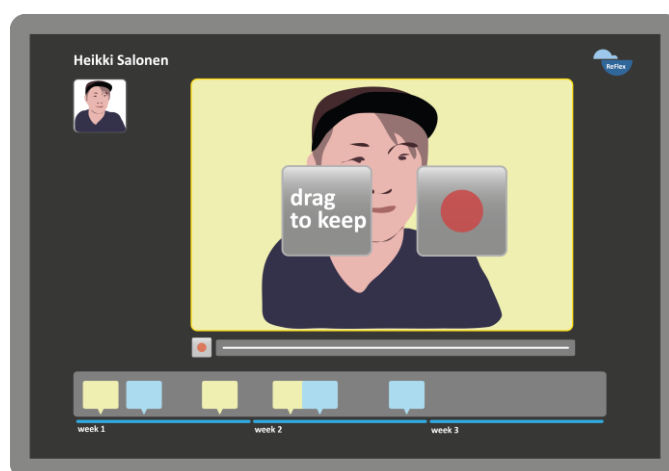 Heikki Salonen
ReFlex
drag
to keep
week 1
week 2
week 3